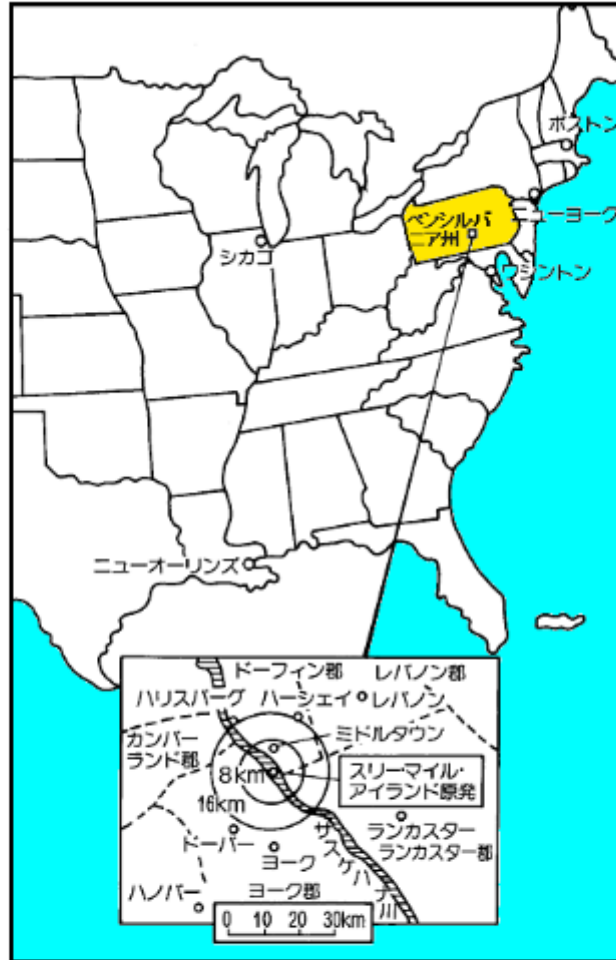 ボストン
ニューヨーク
ペンシルバ
ニア州
シカゴ
ワシントン
ニューオーリンズ
ドーフィン郡
レバノン郡
ハリスバーグ
ハーシェイ
レバノン
カンバー
ランド郡
ミドルタウン
8km
スリー・マイル・
アイランド原発
16km
ランカスター
ランカスター郡
ドーバー
ヨーク
サスケハナ川
ハノバー
ヨーク郡
0 10 20 30km